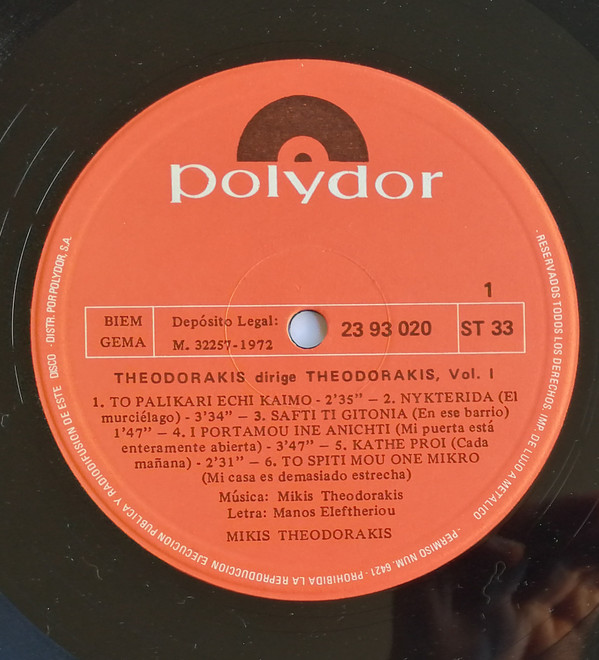 polydor
1
BIEM
GEMA
Depósito Legal:
M. 32257-1972
23 93 020
ST 33
THEODORAKIS dirige THEODORAKIS, Vol. I
1. TO PALIKARI ECHI KAIMO - 2'35" — 2. NYKTERIDA (El
murciélago) - 3'34" — 3. SAFTI TI GITONIA (En ese barrio)
1'47" — 4. I PORTAMOU INE ANICHTI (Mi puerta está
enteramente abierta) - 3'47" — 5. KATHE PROI (Cada
mañana) - 2'31" — 6. TO SPITI MOU ONE MIKRO
(Mi casa es demasiado estrecha)
Música: Mikis Theodorakis
Letra: Manos Eleftheriou
MIKIS THEODORAKIS
- RESERVADOS TODOS LOS DERECHOS. IMP. DE LUJO A METALICO
- PERMISO NUM. 6421 - PROHIBIDA LA REPRODUCCION EJECUCION PUBLICA Y RADIODIFUSION DE ESTE DISCO - DISTR. POR POLYDOR, S.A.